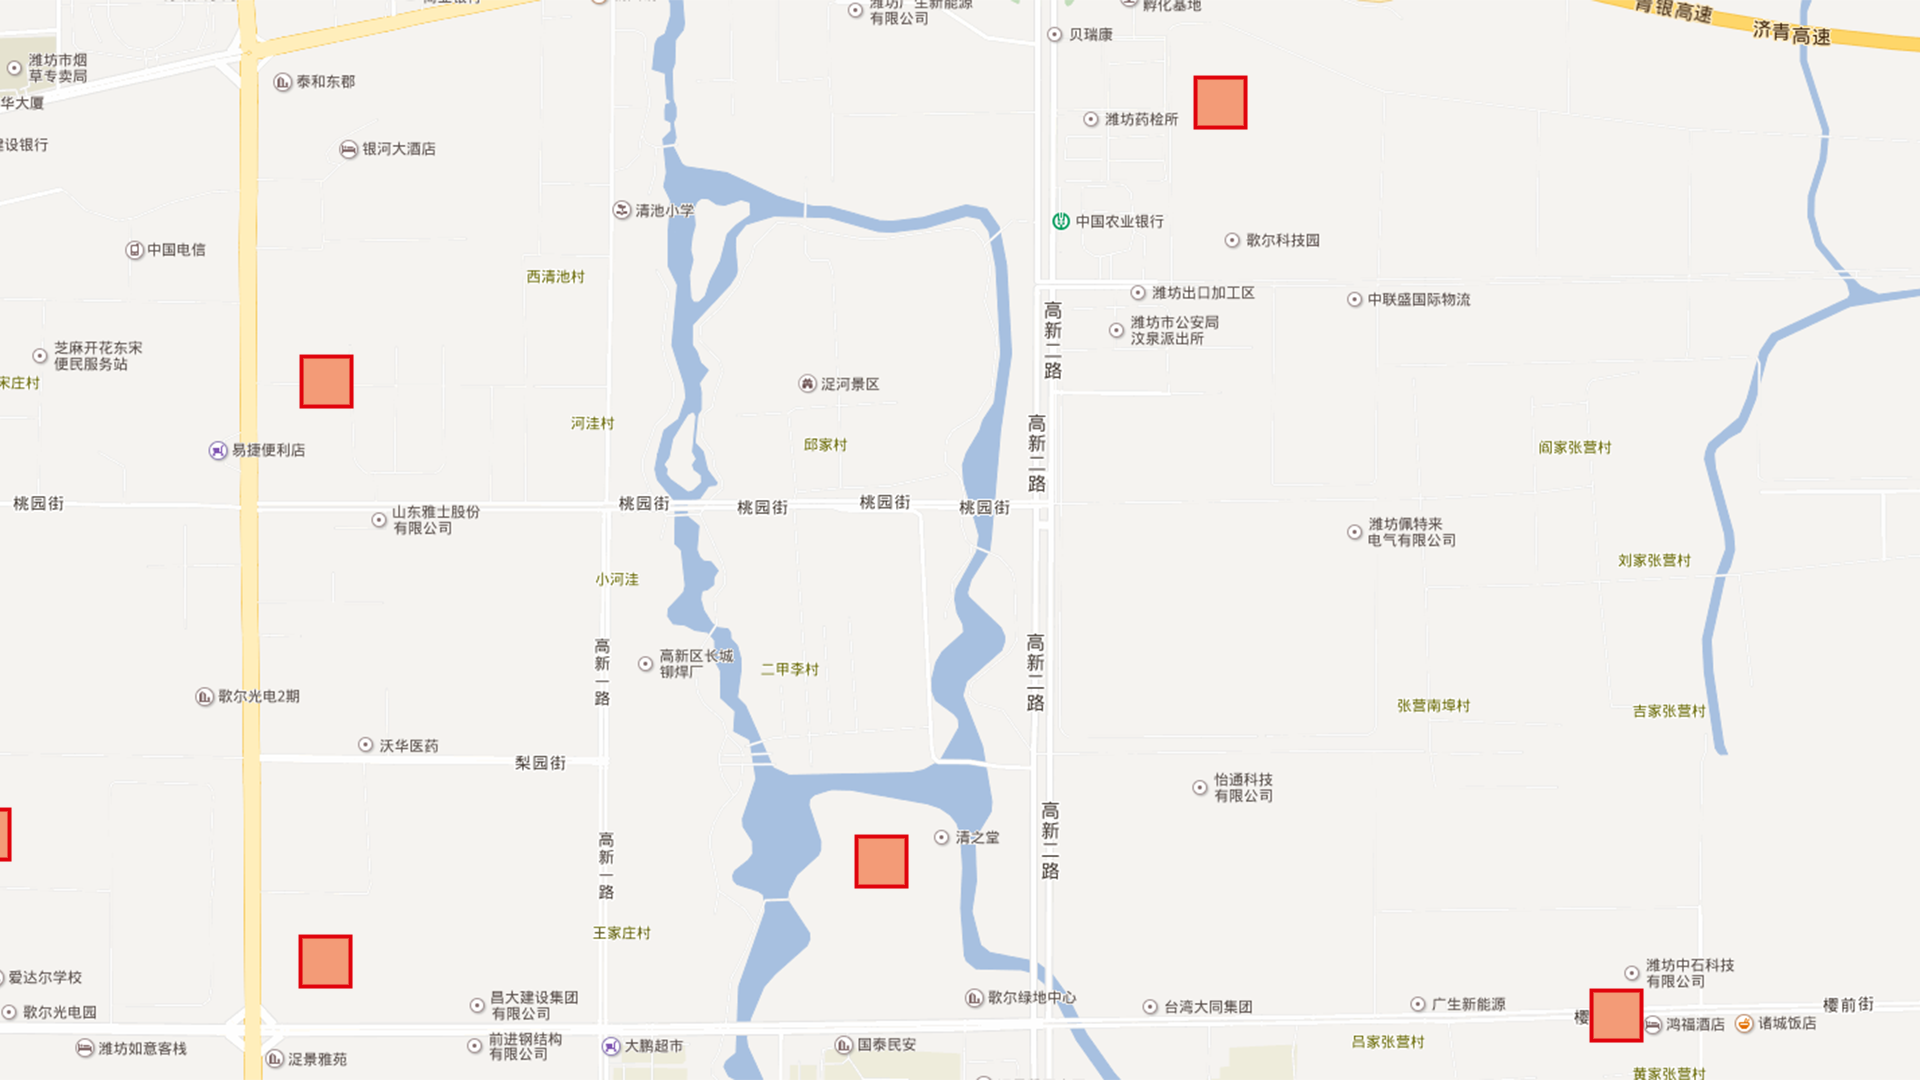 有限公司
孵化基地
青银高速
济青高速
贝瑞康
潍坊市烟
草专卖局
泰和东郡
华大厦
潍坊药检所
建设银行
银河大酒店
清池小学
中国农业银行
歌尔科技园
中国电信
西清池村
潍坊出口加工区
中联盛国际物流
高新二路
潍坊市公安局
汶泉派出所
芝麻开花东宋
便民服务站
宋庄村
浞河景区
河洼村
邱家村
高新二路
阎家张营村
易捷便利店
桃园街
桃园街
桃园街
桃园街
桃园街
山东雅士股份
有限公司
潍坊佩特来
电气有限公司
刘家张营村
小河洼
高新一路
高新区长城
铆焊厂
二甲李村
高新二路
歌尔光电2期
张营南埠村
吉家张营村
沃华医药
梨园街
怡通科技
有限公司
高新一路
清之堂
高新二路
王家庄村
爱达尔学校
潍坊中石科技
有限公司
歌尔光电园
昌大建设集团
有限公司
歌尔绿地中心
台湾大同集团
广生新能源
樱
樱前街
鸿福酒店
诸城饭店
潍坊如意客栈
浞景雅苑
前进钢结构
有限公司
大鹏超市
国泰民安
吕家张营村
黄家张营村